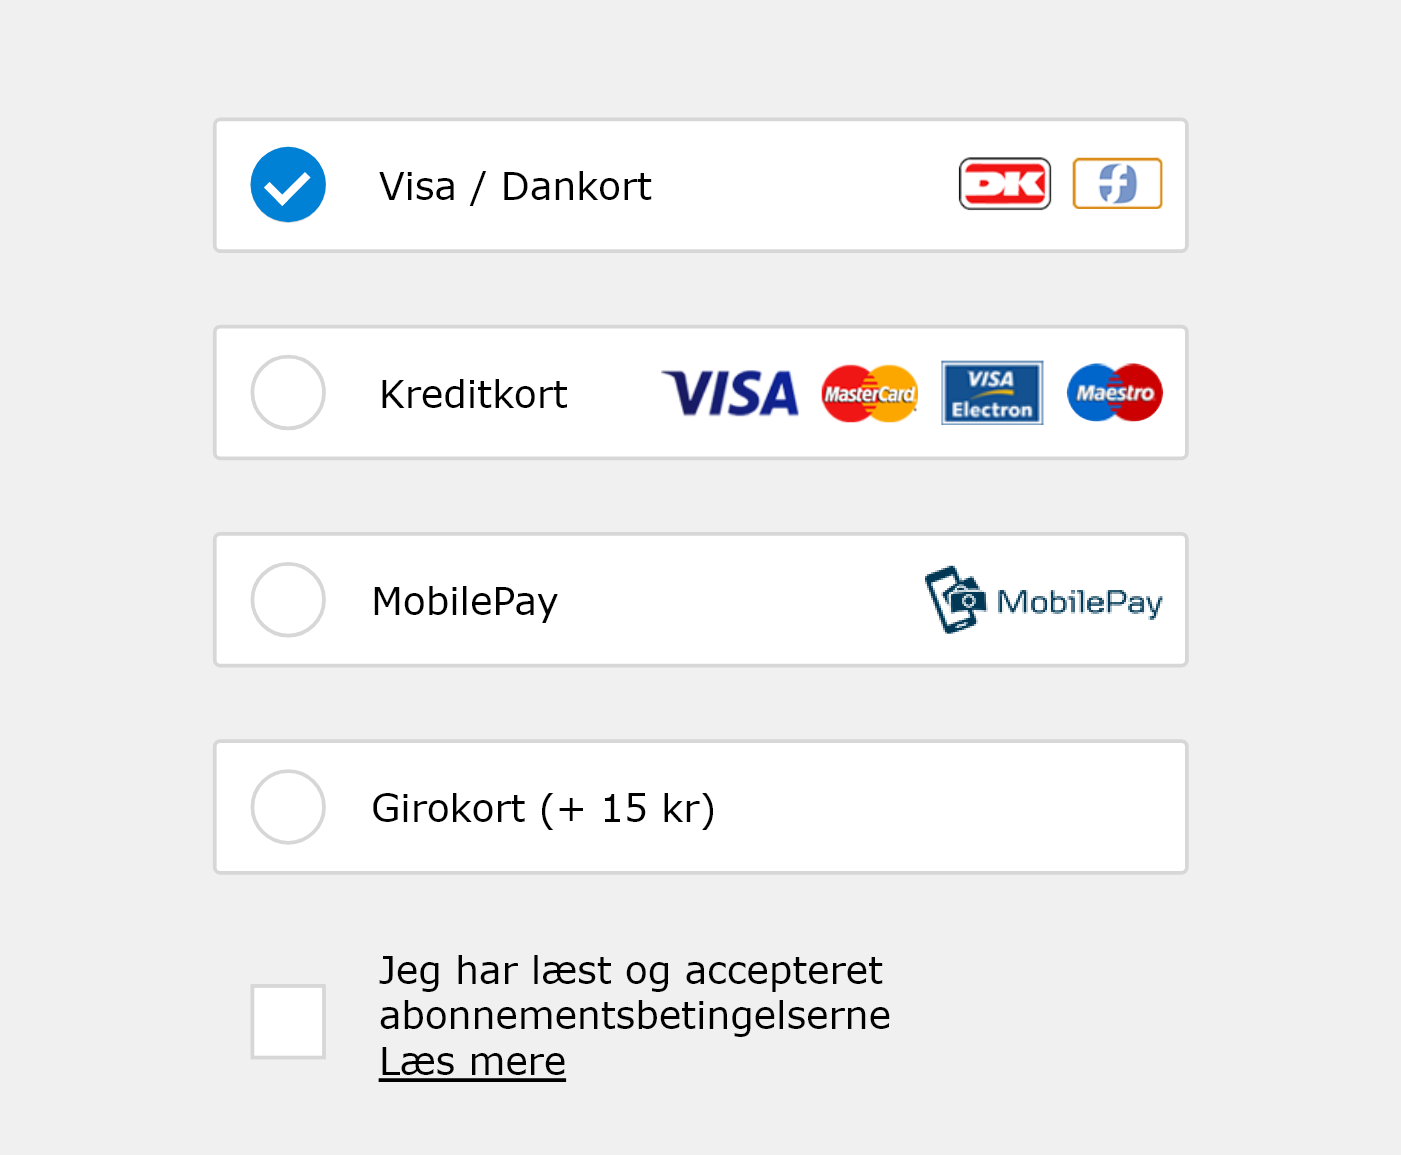 Visa / Dankort DK f
Kreditkort VISA MasterCard VISA Electron Maestro
MobilePay MobilePay
Girokort (+ 15 kr)
Jeg har læst og accepteret
abonnementsbetingelserne
Læs mere